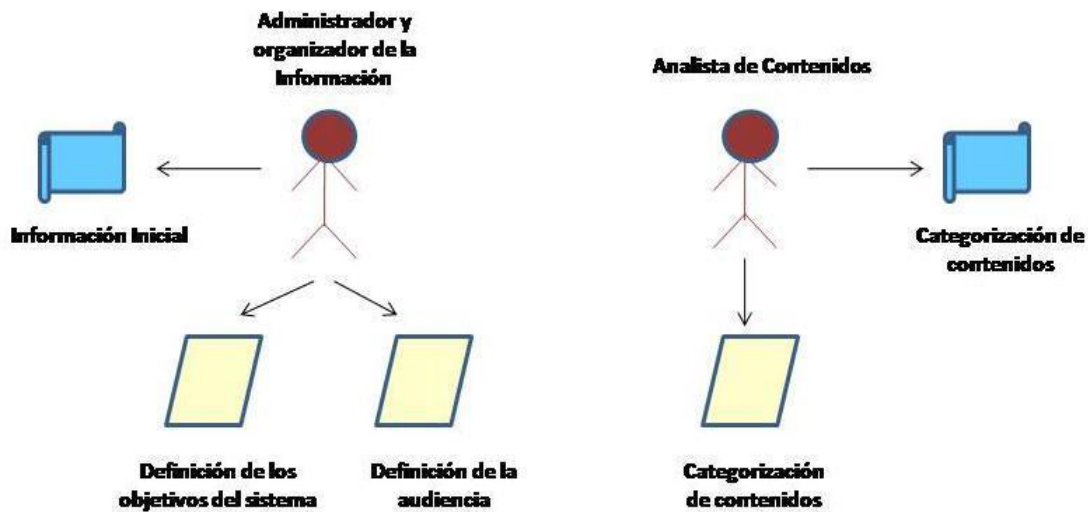 Administrador y
organizador de la
Información
Analista de Contenidos
Información Inicial
Categorización de
contenidos
Definición de los
objetivos del sistema
Definición de la
audiencia
Categorización
de contenidos